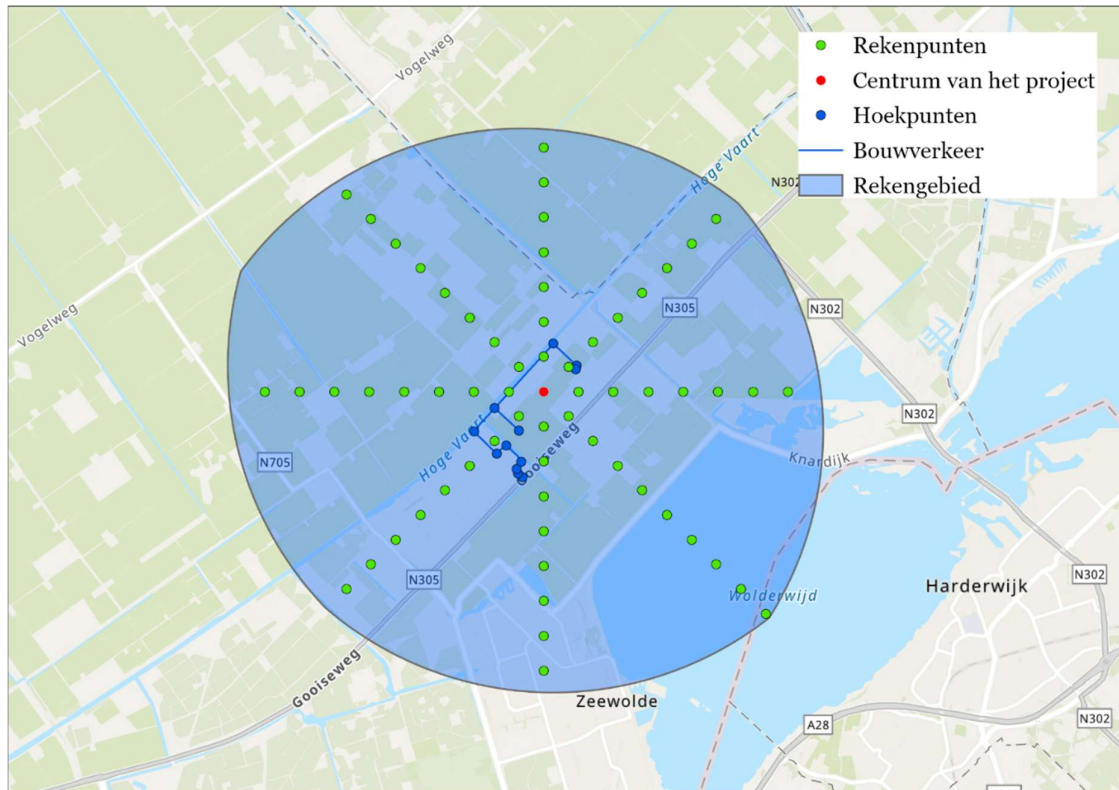 Vogelweg
Rekenpunten
Centrum van het project
Hoekpunten
Bouwverkeer
Rekengebied
Hoge Vaart
N302
Vogelweg
N305
N302
N302
Hoge Vaart
ooiseweg
Knardijk
N705
N305
Wolderwijd
Harderwijk
N302
Gooiseweg
Zeewolde
A28
N302